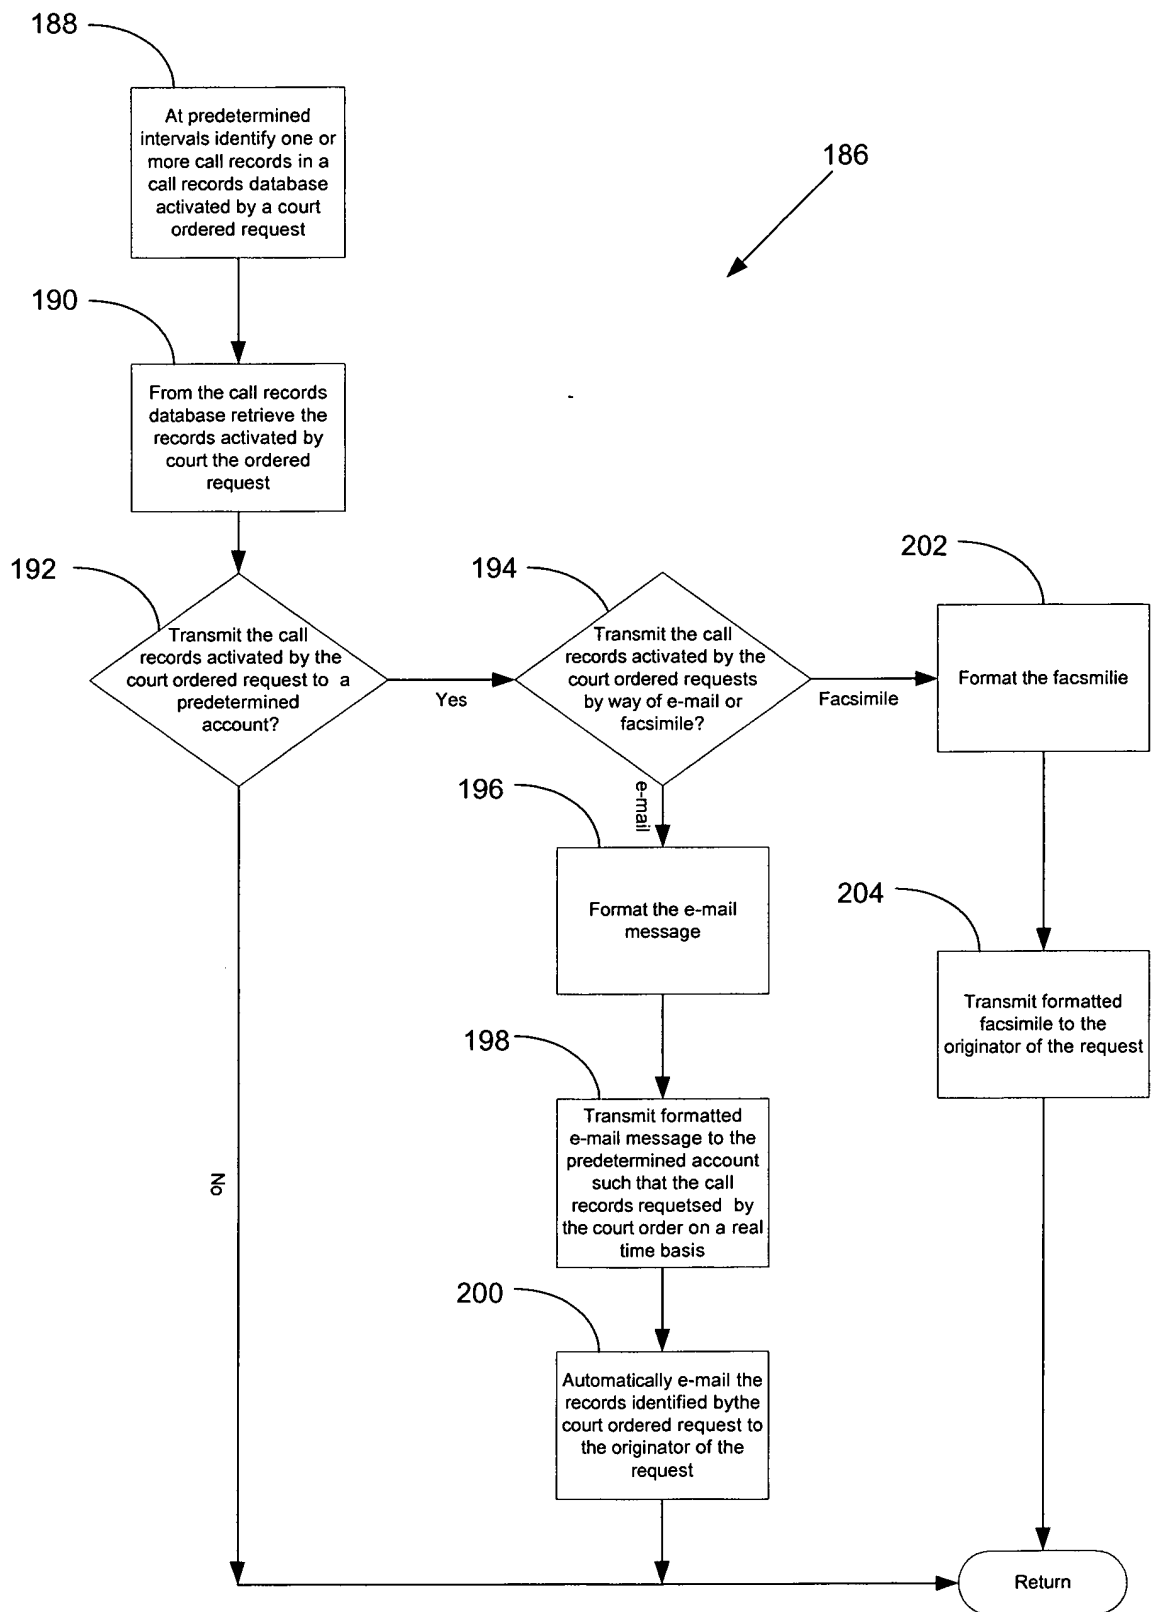 188
At predetermined
intervals identify one or
more call records in a
call records database
activated by a court
ordered request
186
190
From the call records
database retrieve the
records activated by
court the ordered
request
192
Transmit the call
records activated by the
court ordered request to a
predetermined
account?
Yes
No
194
Transmit the call
records activated by the
court ordered requests
by way of e-mail or
facsimile?
Facsimile
e-mail
202
Format the facsmilie
196
Format the e-mail
message
204
Transmit formatted
facsimile to the
originator of the request
198
Transmit formatted
e-mail message to the
predetermined account
such that the call
records requetsed by
the court order on a real
time basis
200
Automatically e-mail the
records identified bythe
court ordered request to
the originator of the
request
Return